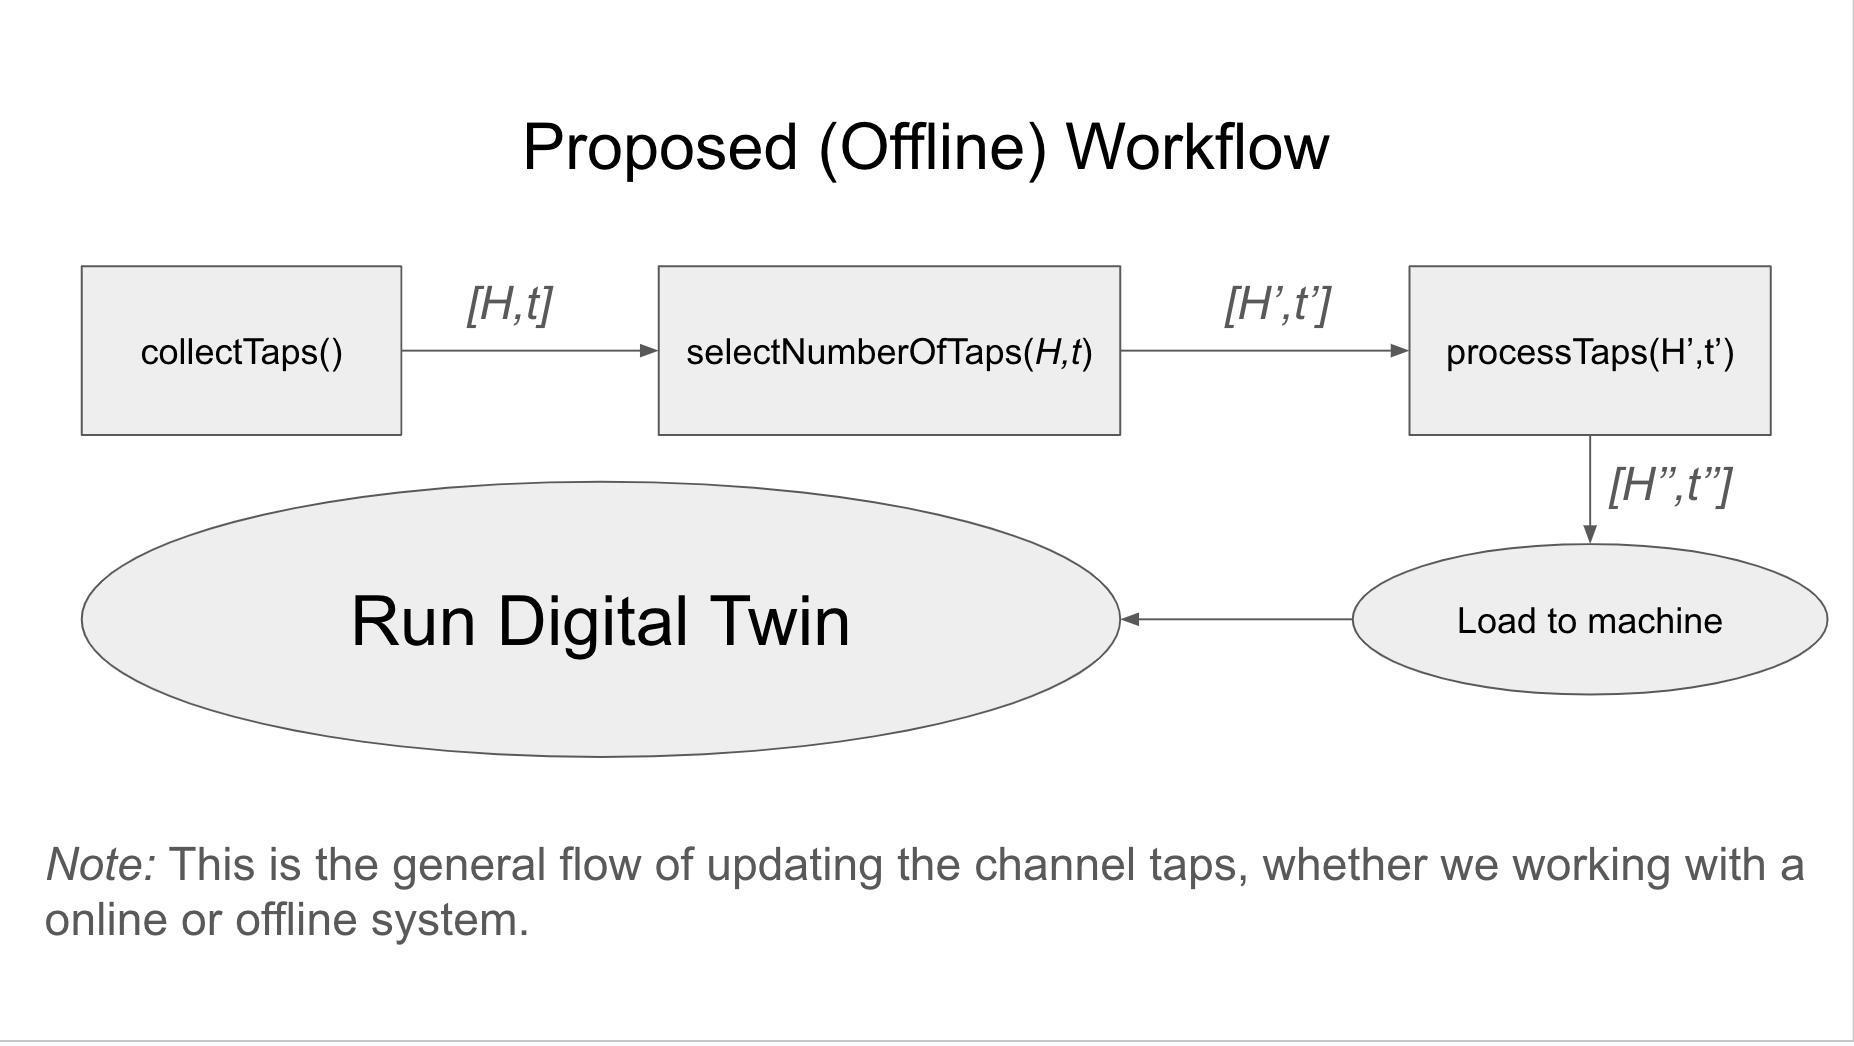 Proposed (Offline) Workflow
collectTaps()
[H,t]
selectNumberOfTaps(H,t)
[H’,t’]
processTaps(H’,t’)
[H’’,t’’]
Load to machine
Run Digital Twin
Note: This is the general flow of updating the channel taps, whether we working with a
online or offline system.